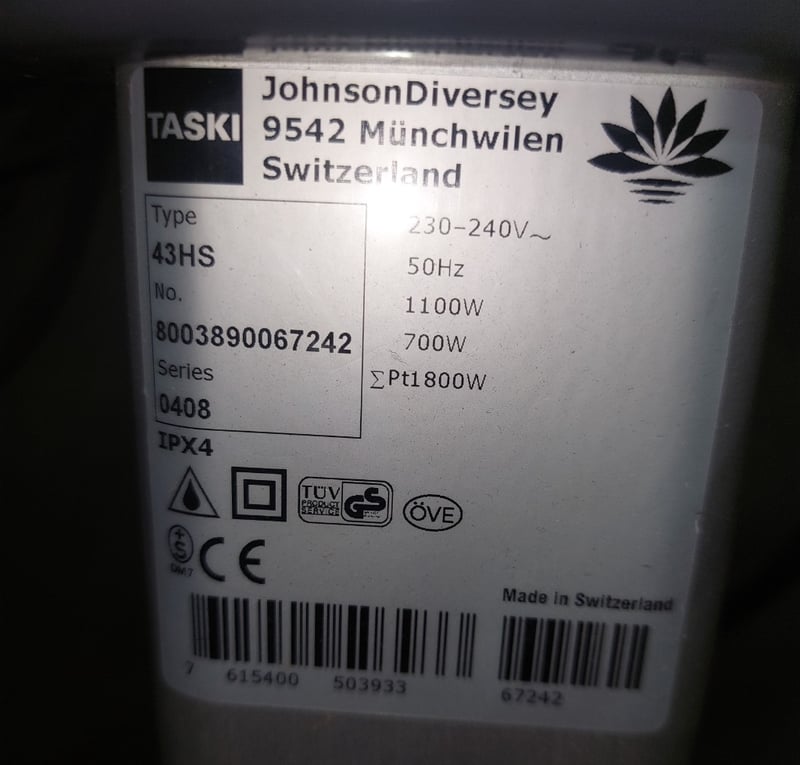 TASKI
JohnsonDiversey
9542 Münchwilen
Switzerland
Type
43HS
No.
8003890067242
Series
0408
230-240V~
50Hz
1100W
700W
∑Pt1800W
IPX4
TÜV
PRODUCT
SERVICE
GS
ÖVE
+
S
CE
Made in Switzerland
7 615400 503933
67242